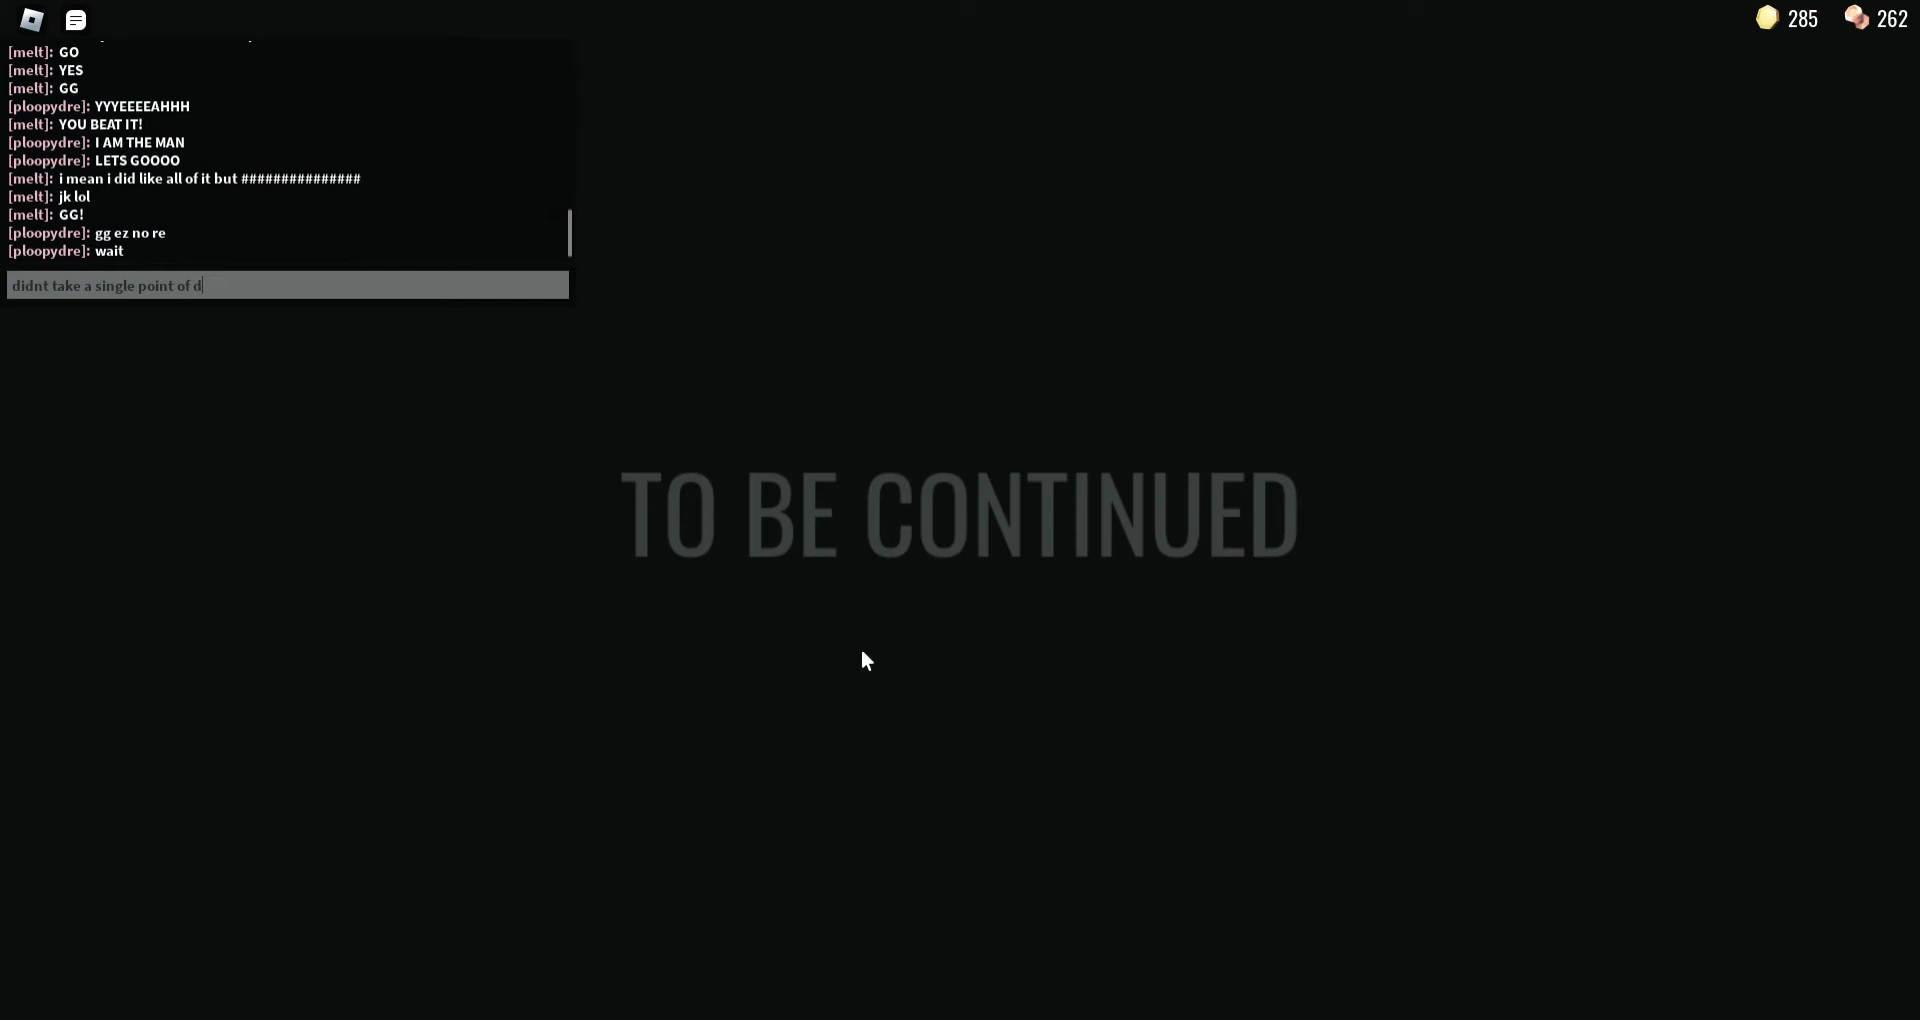 285 262
[melt]: GO
[melt]: YES
[melt]: GG
[ploopydre]: YYYEEEEAHHH
[melt]: YOU BEAT IT!
[ploopydre]: I AM THE MAN
[ploopydre]: LETS GOOOO
[melt]: i mean i did like all of it but ###############
[melt]: jk lol
[melt]: GG!
[ploopydre]: gg ez no re
[ploopydre]: wait
didnt take a single point of d
TO BE CONTINUED